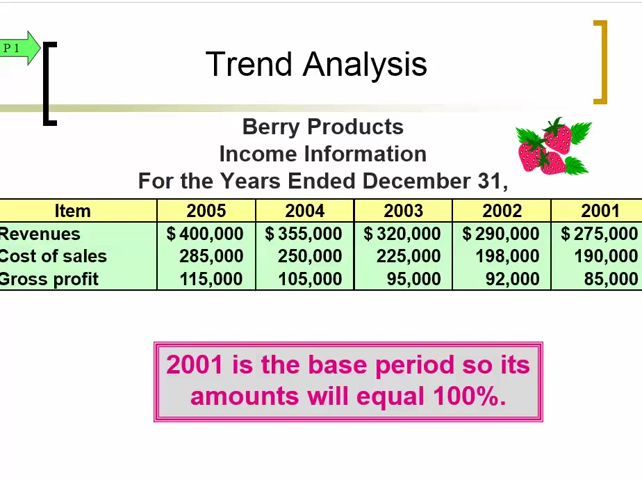 P 1
Trend Analysis
Berry Products
Income Information
For the Years Ended December 31,
Item 2005 2004 2003 2002 2001
Revenues $ 400,000 $ 355,000 $ 320,000 $ 290,000 $ 275,000
Cost of sales 285,000 250,000 225,000 198,000 190,000
Gross profit 115,000 105,000 95,000 92,000 85,000
2001 is the base period so its
amounts will equal 100%.